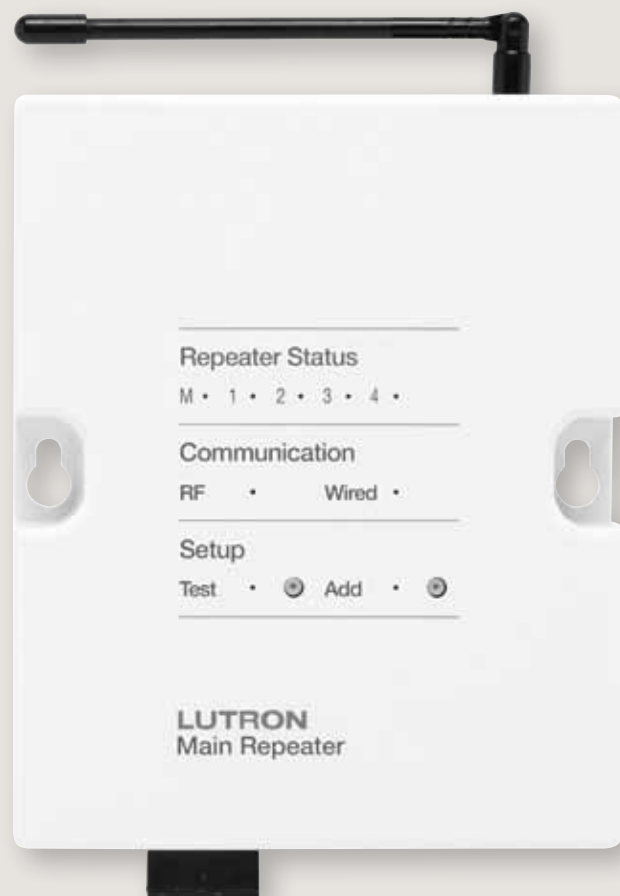 Repeater Status
M • 1 • 2 • 3 • 4 •
Communication
RF • Wired •
Setup
Test • Add •
LUTRON
Main Repeater